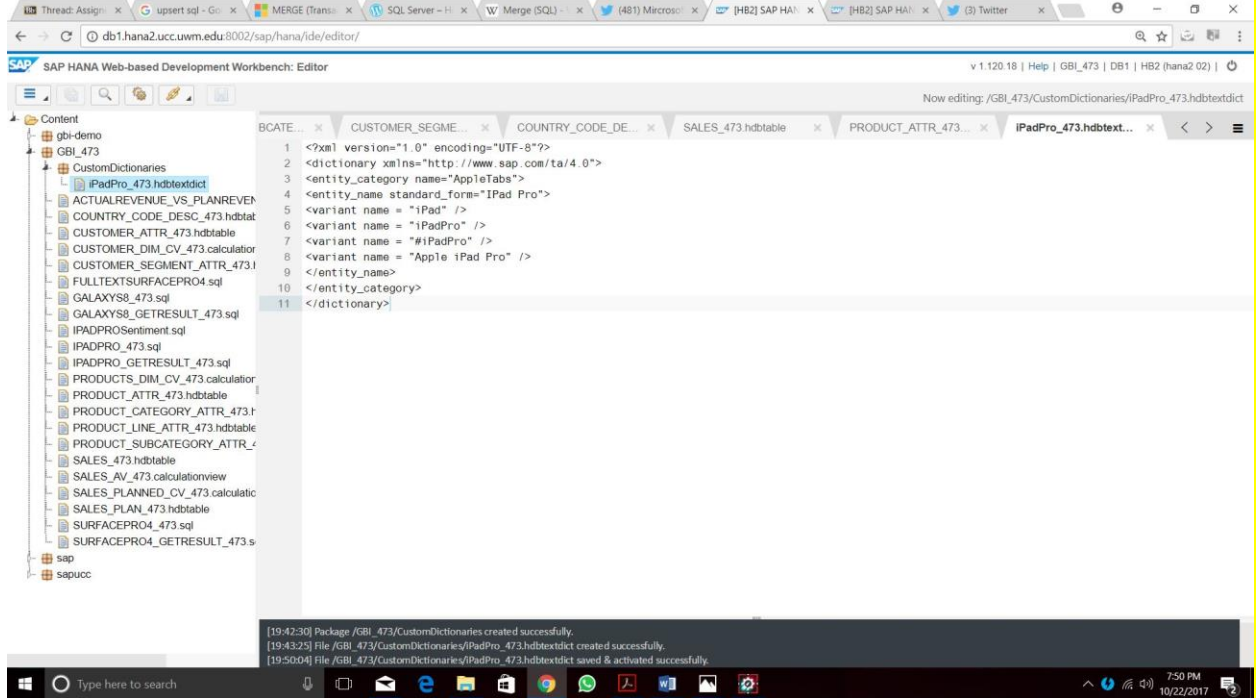 Thread: Assign
upsert sql - Go
MERGE (Transa
SQL Server – H
Merge (SQL) -
(481) Mircroso
[HB2] SAP HAN
[HB2] SAP HAN
(3) Twitter
db1.hana2.ucc.uwm.edu:8002/sap/hana/ide/editor/
SAP SAP HANA Web-based Development Workbench: Editor
v 1.120.18 | Help | GBI_473 | DB1 | HB2 (hana2 02) |
Now editing: /GBI_473/CustomDictionaries/iPadPro_473.hdbtextdict
Content
gbi-demo
GBI_473
CustomDictionaries
iPadPro_473.hdbtextdict
ACTUALREVENUE_VS_PLANREVEN
COUNTRY_CODE_DESC_473.hdbtab
CUSTOMER_ATTR_473.hdbtable
CUSTOMER_DIM_CV_473.calculation
CUSTOMER_SEGMENT_ATTR_473.h
FULLTEXTSURFACEPRO4.sql
GALAXYS8_473.sql
GALAXYS8_GETRESULT_473.sql
IPADPROSentiment.sql
IPADPRO_473.sql
IPADPRO_GETRESULT_473.sql
PRODUCTS_DIM_CV_473.calculation
PRODUCT_ATTR_473.hdbtable
PRODUCT_CATEGORY_ATTR_473.h
PRODUCT_LINE_ATTR_473.hdbtable
PRODUCT_SUBCATEGORY_ATTR_4
SALES_473.hdbtable
SALES_AV_473.calculationview
SALES_PLANNED_CV_473.calculatio
SALES_PLAN_473.hdbtable
SURFACEPRO4_473.sql
SURFACEPRO4_GETRESULT_473.s
sap
sapucc
BCATE...
CUSTOMER_SEGME...
COUNTRY_CODE_DE...
SALES_473.hdbtable
PRODUCT_ATTR_473...
iPadPro_473.hdbtext...
1 <?xml version="1.0" encoding="UTF-8"?>
2 <dictionary xmlns="http://www.sap.com/ta/4.0">
3 <entity_category name="AppleTabs">
4 <entity_name standard_form="IPad Pro">
5 <variant name = "iPad" />
6 <variant name = "iPadPro" />
7 <variant name = "#iPadPro" />
8 <variant name = "Apple iPad Pro" />
9 </entity_name>
10 </entity_category>
11 </dictionary>
[19:42:30] Package /GBI_473/CustomDictionaries created successfully.
[19:43:25] File /GBI_473/CustomDictionaries/iPadPro_473.hdbtextdict created successfully.
[19:50:04] File /GBI_473/CustomDictionaries/iPadPro_473.hdbtextdict saved & activated successfully.
Type here to search
7:50 PM
10/22/2017